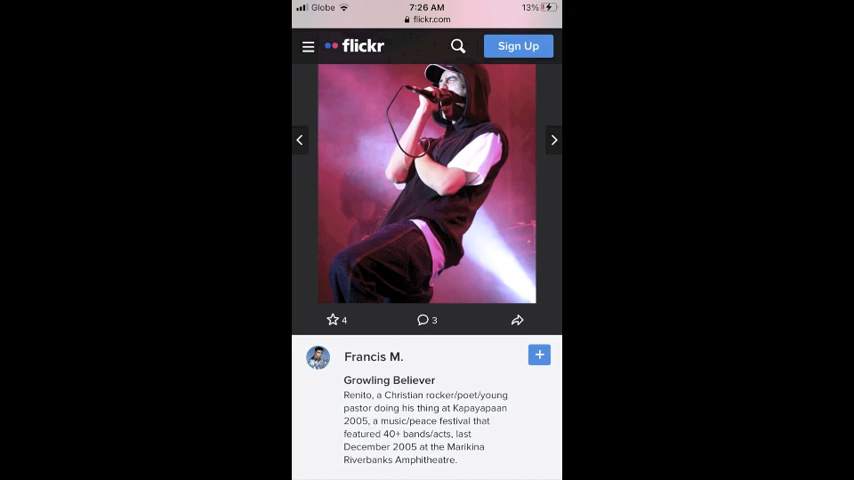 Globe 7:26 AM 13%
flickr.com
flickr Sign Up
4 3
Francis M.
Growling Believer
Renito, a Christian rocker/poet/young
pastor doing his thing at Kapayapaan
2005, a music/peace festival that
featured 40+ bands/acts, last
December 2005 at the Marikina
Riverbanks Amphitheatre.